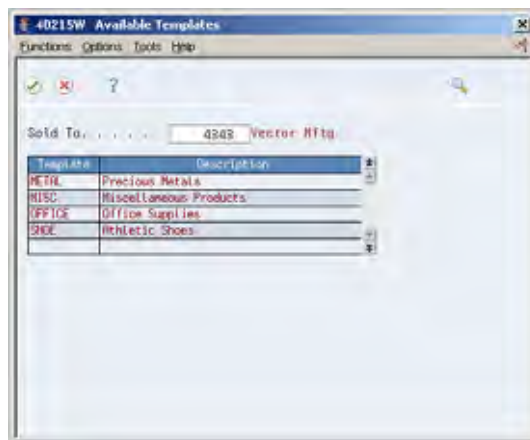 40215W Available Templates
Functions Options Tools Help
?
Sold To. . . . . 4343 Vector Mftg
Template Description
METAL Precious Metals
MISC Miscellaneous Products
OFFICE Office Supplies
SHOE Athletic Shoes